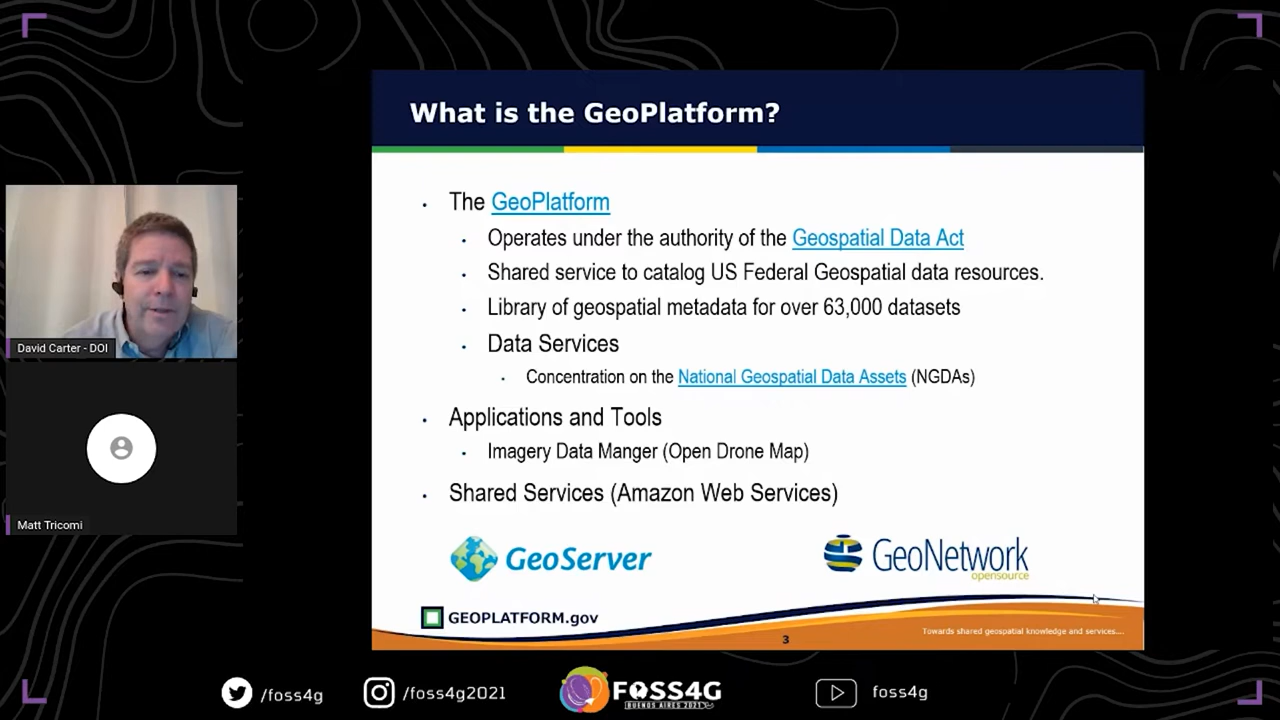 What is the GeoPlatform?
The GeoPlatform
Operates under the authority of the Geospatial Data Act
Shared service to catalog US Federal Geospatial data resources.
Library of geospatial metadata for over 63,000 datasets
Data Services
Concentration on the National Geospatial Data Assets (NGDAs)
Applications and Tools
Imagery Data Manger (Open Drone Map)
Shared Services (Amazon Web Services)
GeoServer
GeoNetwork
opensource
GEOPLATFORM.gov
3
Towards shared geospatial knowledge and services....
David Carter - DOI
Matt Tricomi
/foss4g
/foss4g2021
FOSS4G
BUENOS AIRES 2021
foss4g